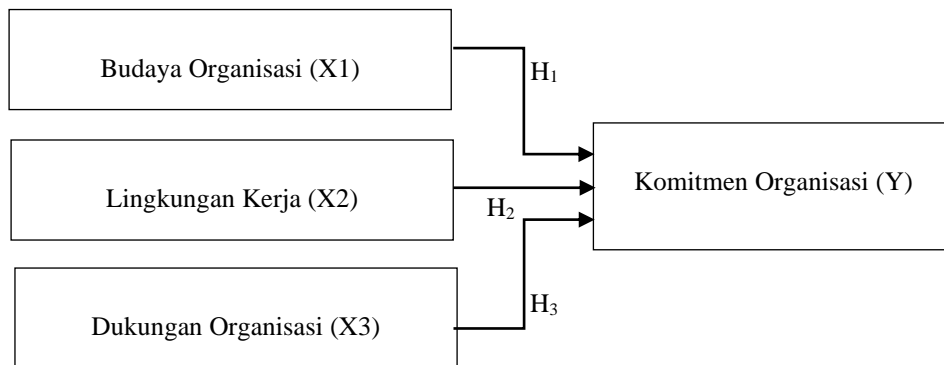 Budaya Organisasi (X1)
H₁
Komitmen Organisasi (Y)
Lingkungan Kerja (X2)
H₂
Dukungan Organisasi (X3)
H₃